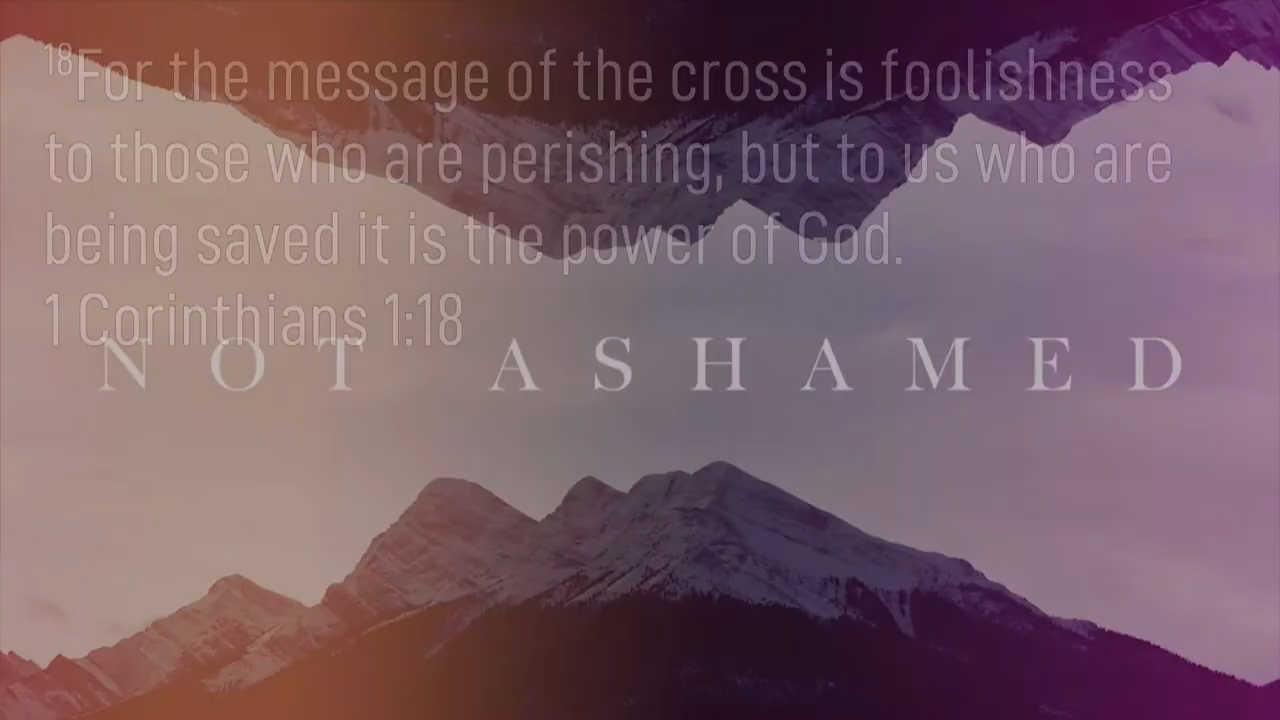 18For the message of the cross is foolishness
to those who are perishing, but to us who are
being saved it is the power of God.
1 Corinthians 1:18
NOT ASHAMED